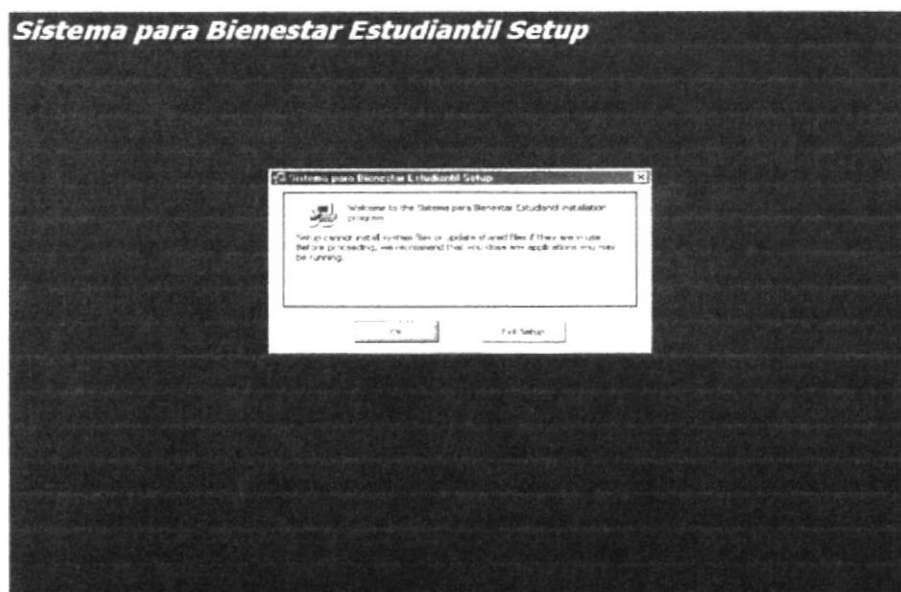 Sistema para Bienestar Estudiantil Setup
Sistema para Bienestar Estudiantil Setup
Welcome to the Sistema para Bienestar Estudiantil installation
program.
Setup cannot install system files or update shared files if they are in use.
Before proceeding, we recommend that you close any applications you may
be running.
OK
Exit Setup